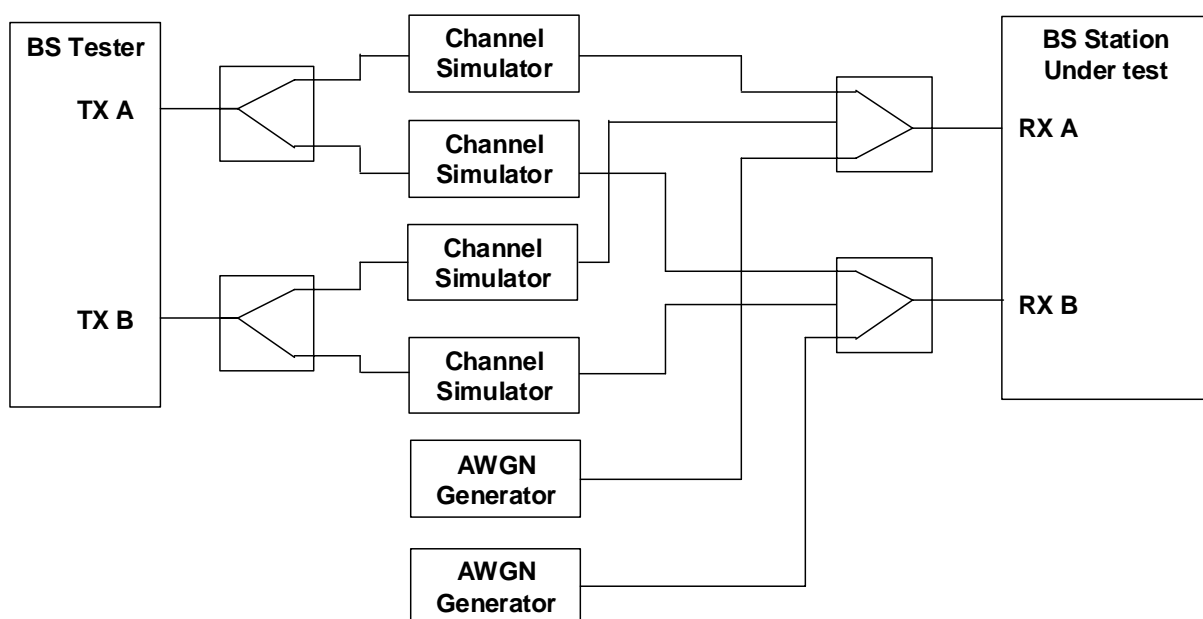 BS Tester
TX A
TX B
Channel
Simulator
Channel
Simulator
Channel
Simulator
Channel
Simulator
AWGN
Generator
AWGN
Generator
BS Station
Under test
RX A
RX B